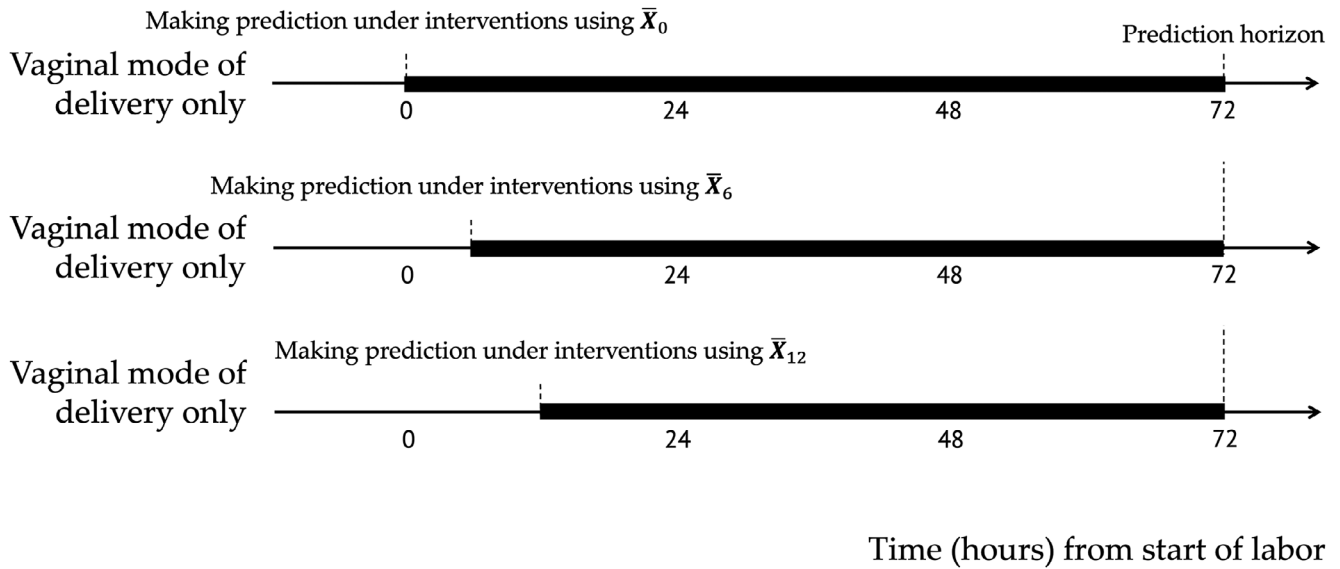 Making prediction under interventions using X̅₀
Prediction horizon
Vaginal mode of
delivery only
0 24 48 72
Making prediction under interventions using X̅₆
Vaginal mode of
delivery only
0 24 48 72
Making prediction under interventions using X̅₁₂
Vaginal mode of
delivery only
0 24 48 72
Time (hours) from start of labor